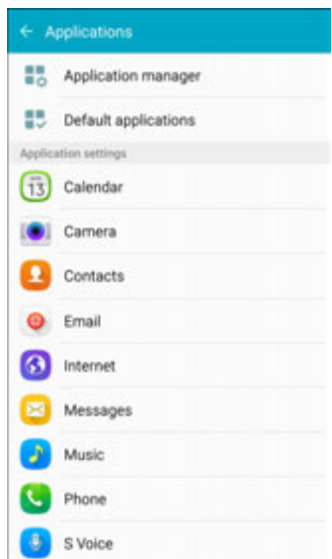 Applications
Application manager
Default applications
Application settings
13
Calendar
Camera
Contacts
Email
Internet
Messages
Music
Phone
S Voice